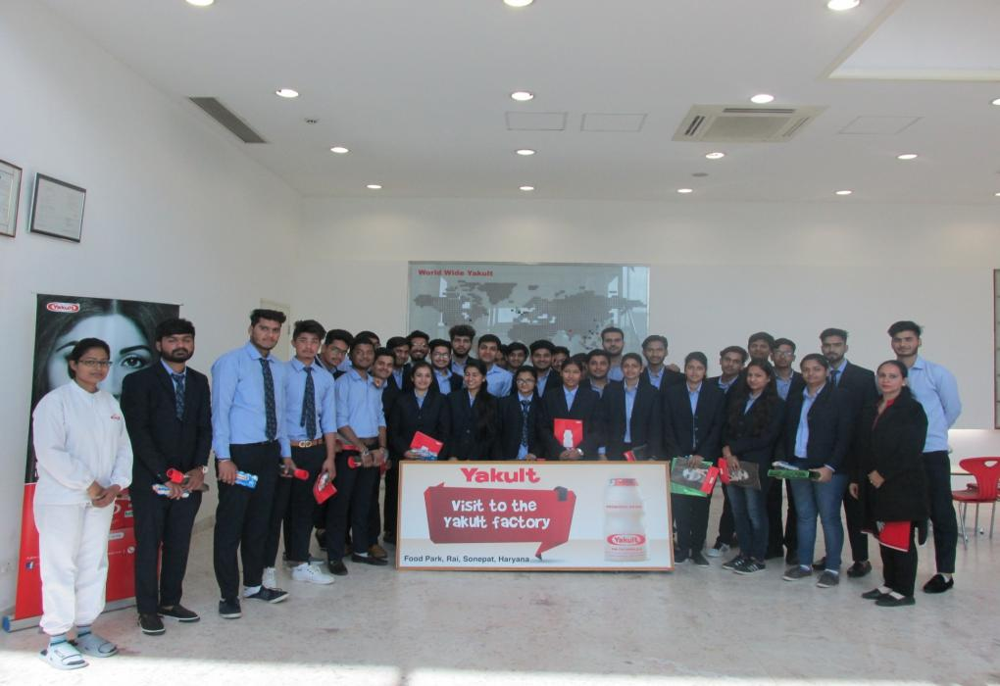 World Wide Yakult
Yakult
Yakult
Visit to the
Yakult factory
Yakult
Food Park, Rai, Sonepat, Haryana